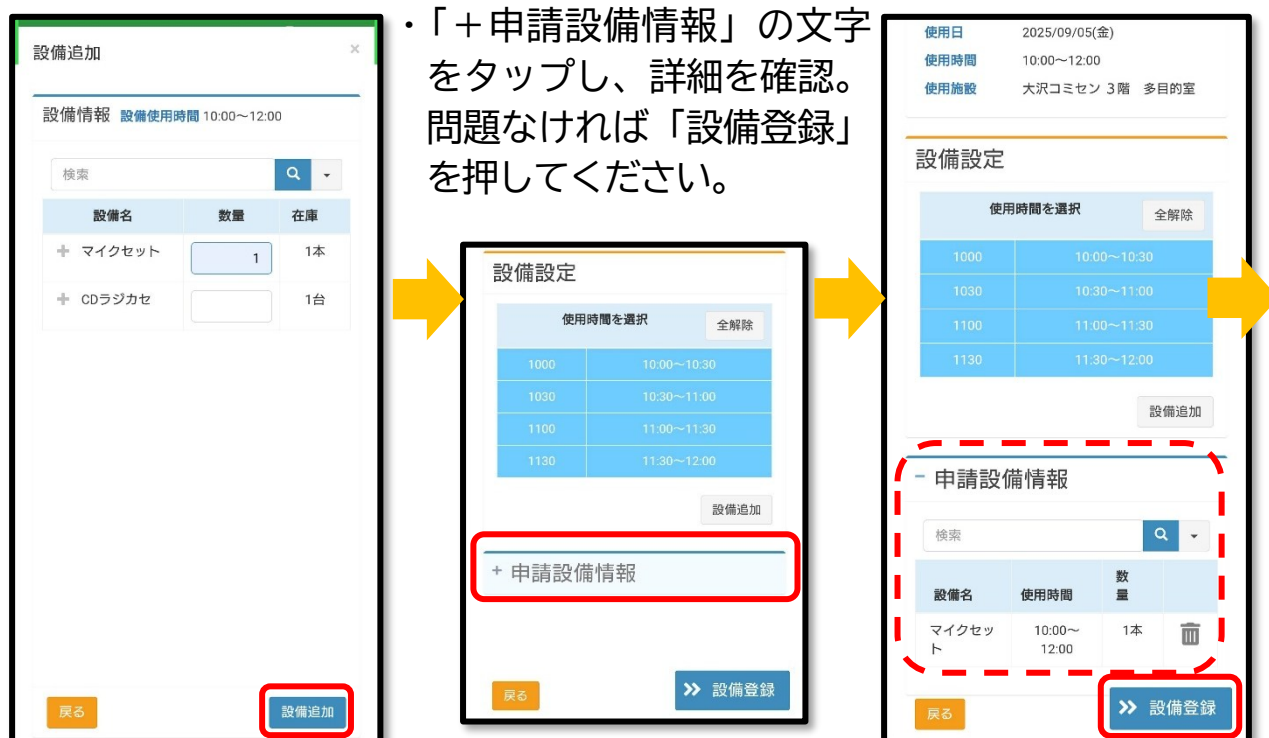 設備追加
×
設備情報 設備使用時間 10:00～12:00
検索
設備名 数量 在庫
+ マイクセット 1 1本
+ CDラジカセ 1台
戻る 設備追加
・「＋申請設備情報」の文字
をタップし、詳細を確認。
問題なければ「設備登録」
を押してください。
設備設定
使用時間を選択 全解除
1000 10:00～10:30
1030 10:30～11:00
1100 11:00～11:30
1130 11:30～12:00
設備追加
+ 申請設備情報
戻る >> 設備登録
使用日 2025/09/05(金)
使用時間 10:00～12:00
使用施設 大沢コミセン 3階 多目的室
設備設定
使用時間を選択 全解除
1000 10:00～10:30
1030 10:30～11:00
1100 11:00～11:30
1130 11:30～12:00
設備追加
- 申請設備情報
検索
設備名 使用時間 数
量
マイクセッ 10:00～ 1本
ト 12:00
戻る >> 設備登録